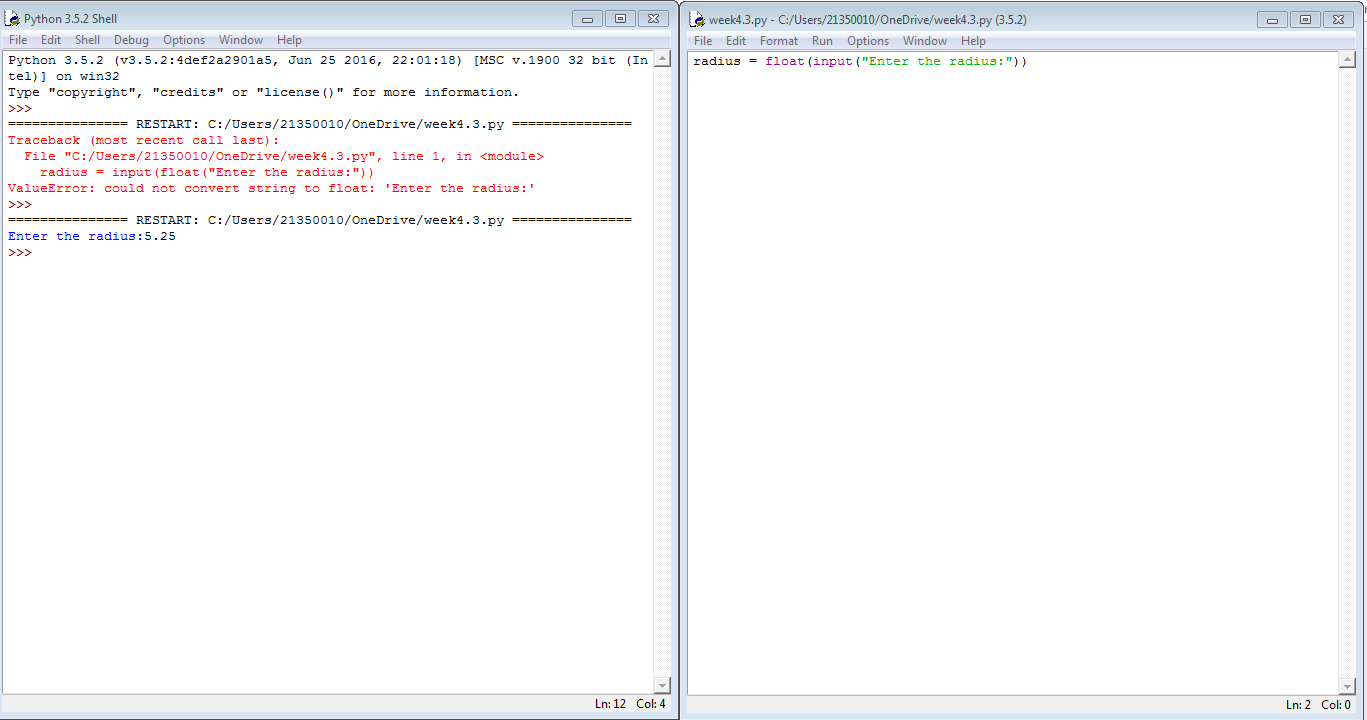 Python 3.5.2 Shell
File Edit Shell Debug Options Window Help
Python 3.5.2 (v3.5.2:4def2a2901a5, Jun 25 2016, 22:01:18) [MSC v.1900 32 bit (In
tel)] on win32
Type "copyright", "credits" or "license()" for more information.
>>>
=============== RESTART: C:/Users/21350010/OneDrive/week4.3.py ===============
Traceback (most recent call last):
  File "C:/Users/21350010/OneDrive/week4.3.py", line 1, in <module>
    radius = input(float("Enter the radius:"))
ValueError: could not convert string to float: 'Enter the radius:'
>>>
=============== RESTART: C:/Users/21350010/OneDrive/week4.3.py ===============
Enter the radius:5.25
>>>
Ln: 12 Col: 4
week4.3.py - C:/Users/21350010/OneDrive/week4.3.py (3.5.2)
File Edit Format Run Options Window Help
radius = float(input("Enter the radius:"))
Ln: 2 Col: 0